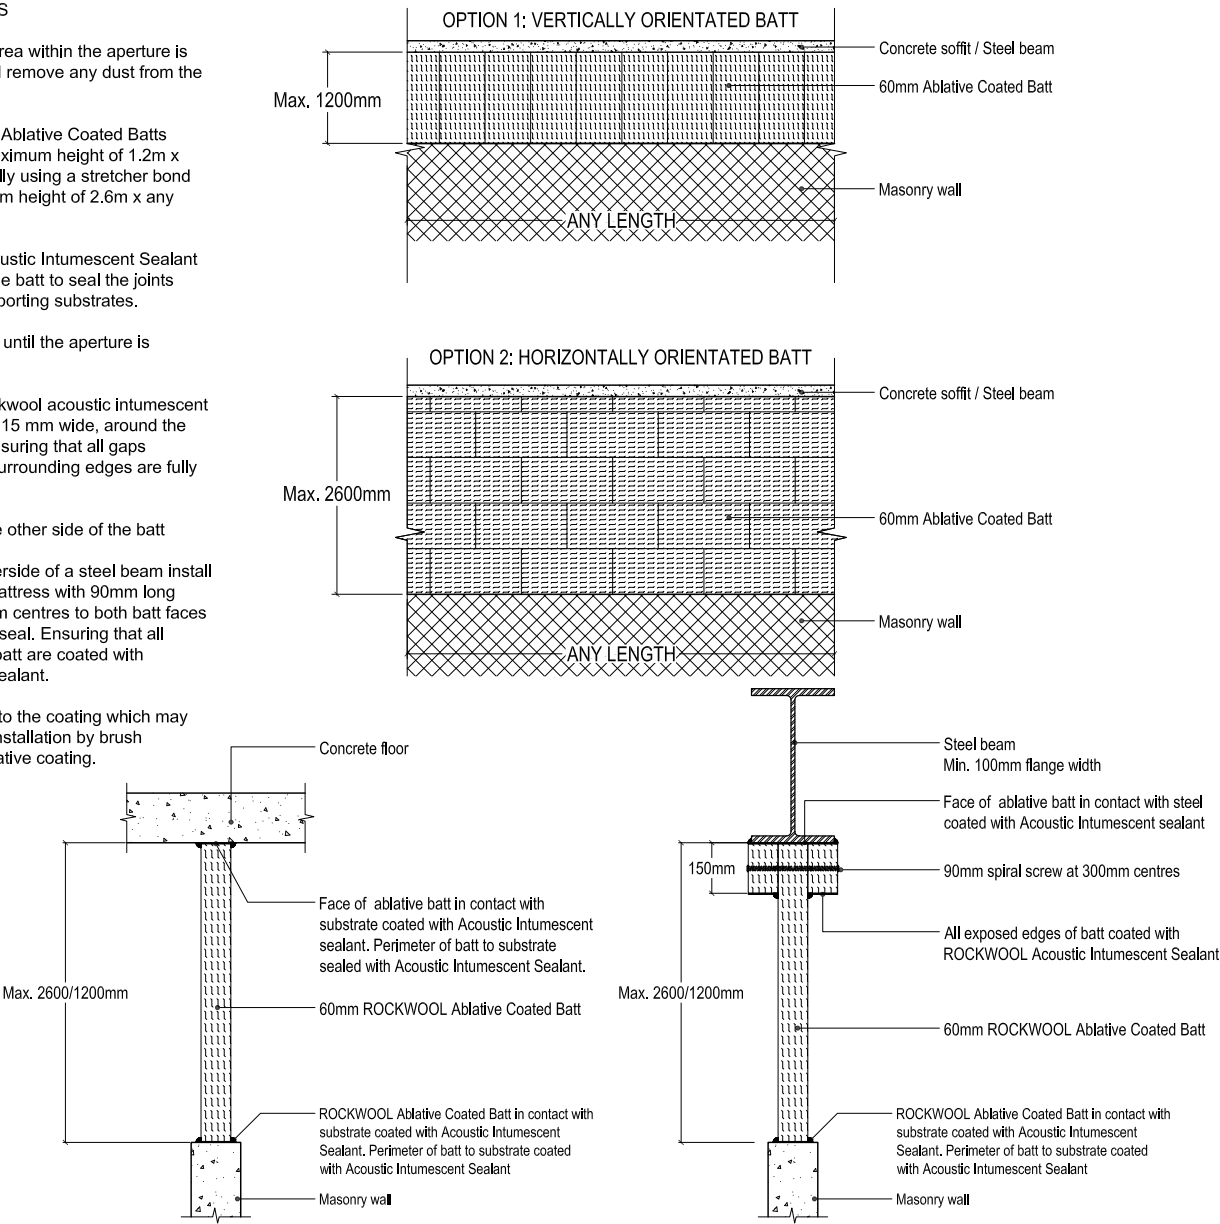 S
rea within the aperture is
l remove any dust from the
Ablative Coated Batts
ximum height of 1.2m x
lly using a stretcher bond
m height of 2.6m x any
ustic Intumescent Sealant
e batt to seal the joints
porting substrates.
until the aperture is
kwool acoustic intumescent
15 mm wide, around the
suring that all gaps
urrounding edges are fully
e other side of the batt
erside of a steel beam install
attress with 90mm long
m centres to both batt faces
seal. Ensuring that all
batt are coated with
ealant.
to the coating which may
nstallation by brush
ative coating.
OPTION 1: VERTICALLY ORIENTATED BATT
Concrete soffit / Steel beam
60mm Ablative Coated Batt
Max. 1200mm
Masonry wall
ANY LENGTH
OPTION 2: HORIZONTALLY ORIENTATED BATT
Concrete soffit / Steel beam
Max. 2600mm
60mm Ablative Coated Batt
Masonry wall
ANY LENGTH
Concrete floor
Face of ablative batt in contact with
substrate coated with Acoustic Intumescent
sealant. Perimeter of batt to substrate
sealed with Acoustic Intumescent Sealant.
Max. 2600/1200mm
60mm ROCKWOOL Ablative Coated Batt
ROCKWOOL Ablative Coated Batt in contact with
substrate coated with Acoustic Intumescent
Sealant. Perimeter of batt to substrate coated
with Acoustic Intumescent Sealant
Masonry wall
Steel beam
Min. 100mm flange width
Face of ablative batt in contact with steel
coated with Acoustic Intumescent sealant
150mm
90mm spiral screw at 300mm centres
All exposed edges of batt coated with
ROCKWOOL Acoustic Intumescent Sealant
Max. 2600/1200mm
60mm ROCKWOOL Ablative Coated Batt
ROCKWOOL Ablative Coated Batt in contact with
substrate coated with Acoustic Intumescent
Sealant. Perimeter of batt to substrate coated
with Acoustic Intumescent Sealant
Masonry wall